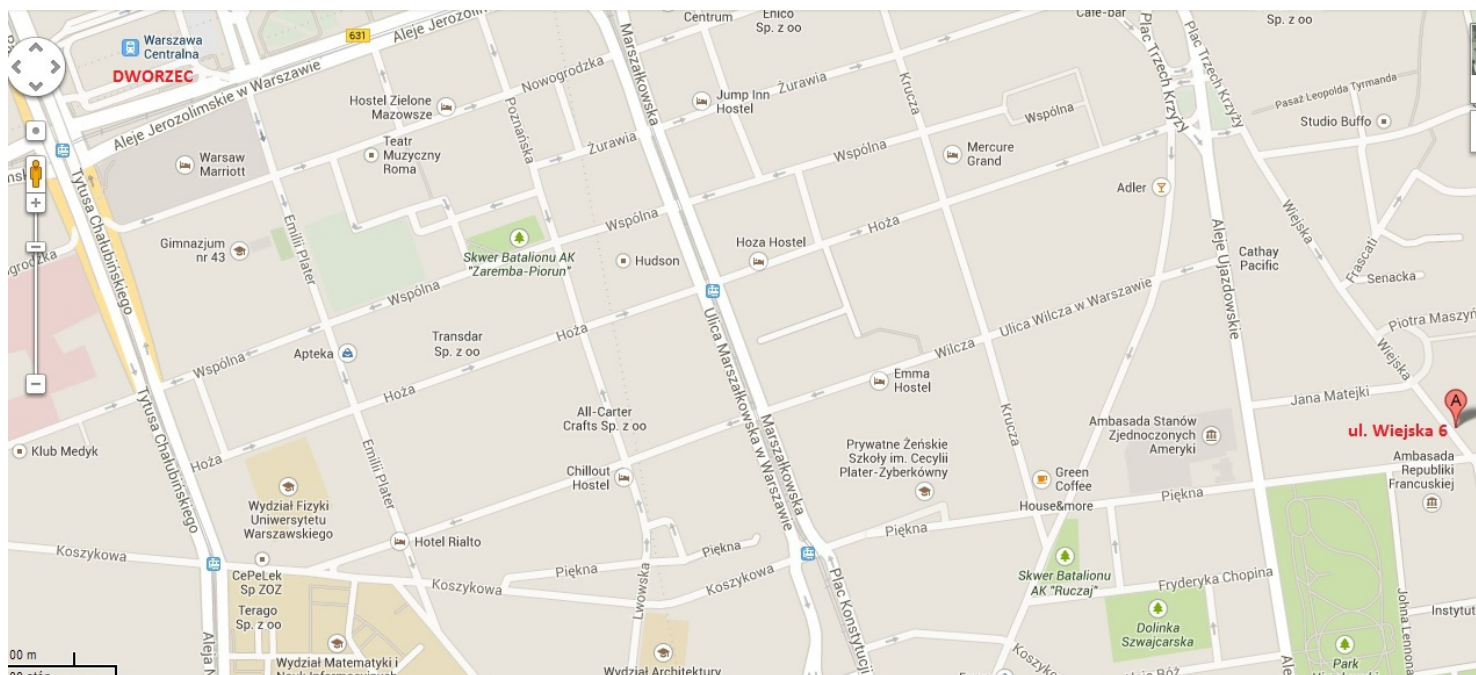 Warszawa
Centralna
DWORZEC
631
Aleje Jerozolimskie w Warszawie
Aleje Jerozolimskie w Warszawie
Marszałkowska
Centrum
Enico
Sp. z oo
Cafe-bar
Plac Trzech Krzyży
Plac Trzech Krzyży
Sp. z oo
Nowogrodzka
Hostel Zielone
Mazowsze
Poznańska
Jump Inn
Hostel
Żurawia
Krucza
Pasaż Leopolda Tyrmanda
Studio Buffo
Warsaw
Marriott
Teatr
Muzyczny
Roma
Żurawia
Wspólna
Wspólna
Mercure
Grand
Adler
Tytusa Chałubińskiego
Gimnazjum
nr 43
Emilii Plater
Wspólna
Skwer Batalionu AK
"Zaremba-Piorun"
Hudson
Hoza Hostel
Hoża
Aleje Ujazdowskie
Cathay
Pacific
Wiejska
Frascati
Senacka
Wspólna
Transdar
Sp. z oo
Hoża
Ulica Wilcza w Warszawie
Piotra Maszyń
Apteka
Wspólna
Hoża
Ulica Marszałkowska w Warszawie
Wilcza
Emma
Hostel
Wiejska
Tytusa Chałubińskiego
Krucza
Jana Matejki
A
ul. Wiejska 6
All-Carter
Crafts Sp. z oo
Marszałkowska
Ambasada Stanów
Zjednoczonych
Ameryki
Klub Medyk
Hoża
Emilii Plater
Prywatne Żeńskie
Szkoły im. Cecylii
Plater-Zyberkówny
Ambasada
Republiki
Francuskiej
Chillout
Hostel
Green
Coffee
House&more
Piękna
Wydział Fizyki
Uniwersytetu
Warszawskiego
Piękna
Hotel Rialto
Koszykowa
Piękna
Skwer Batalionu
AK "Ruczaj"
Fryderyka Chopina
CePeLek
Sp ZOZ
Koszykowa
Koszykowa
Lwowska
Plac Konstytucji
Dolinka
Szwajcarska
Johna Lennona
Instytut
Terago
Sp. z oo
Wydział Matematyki i
Wydział Architektury
Koszykowa
Park
00 m